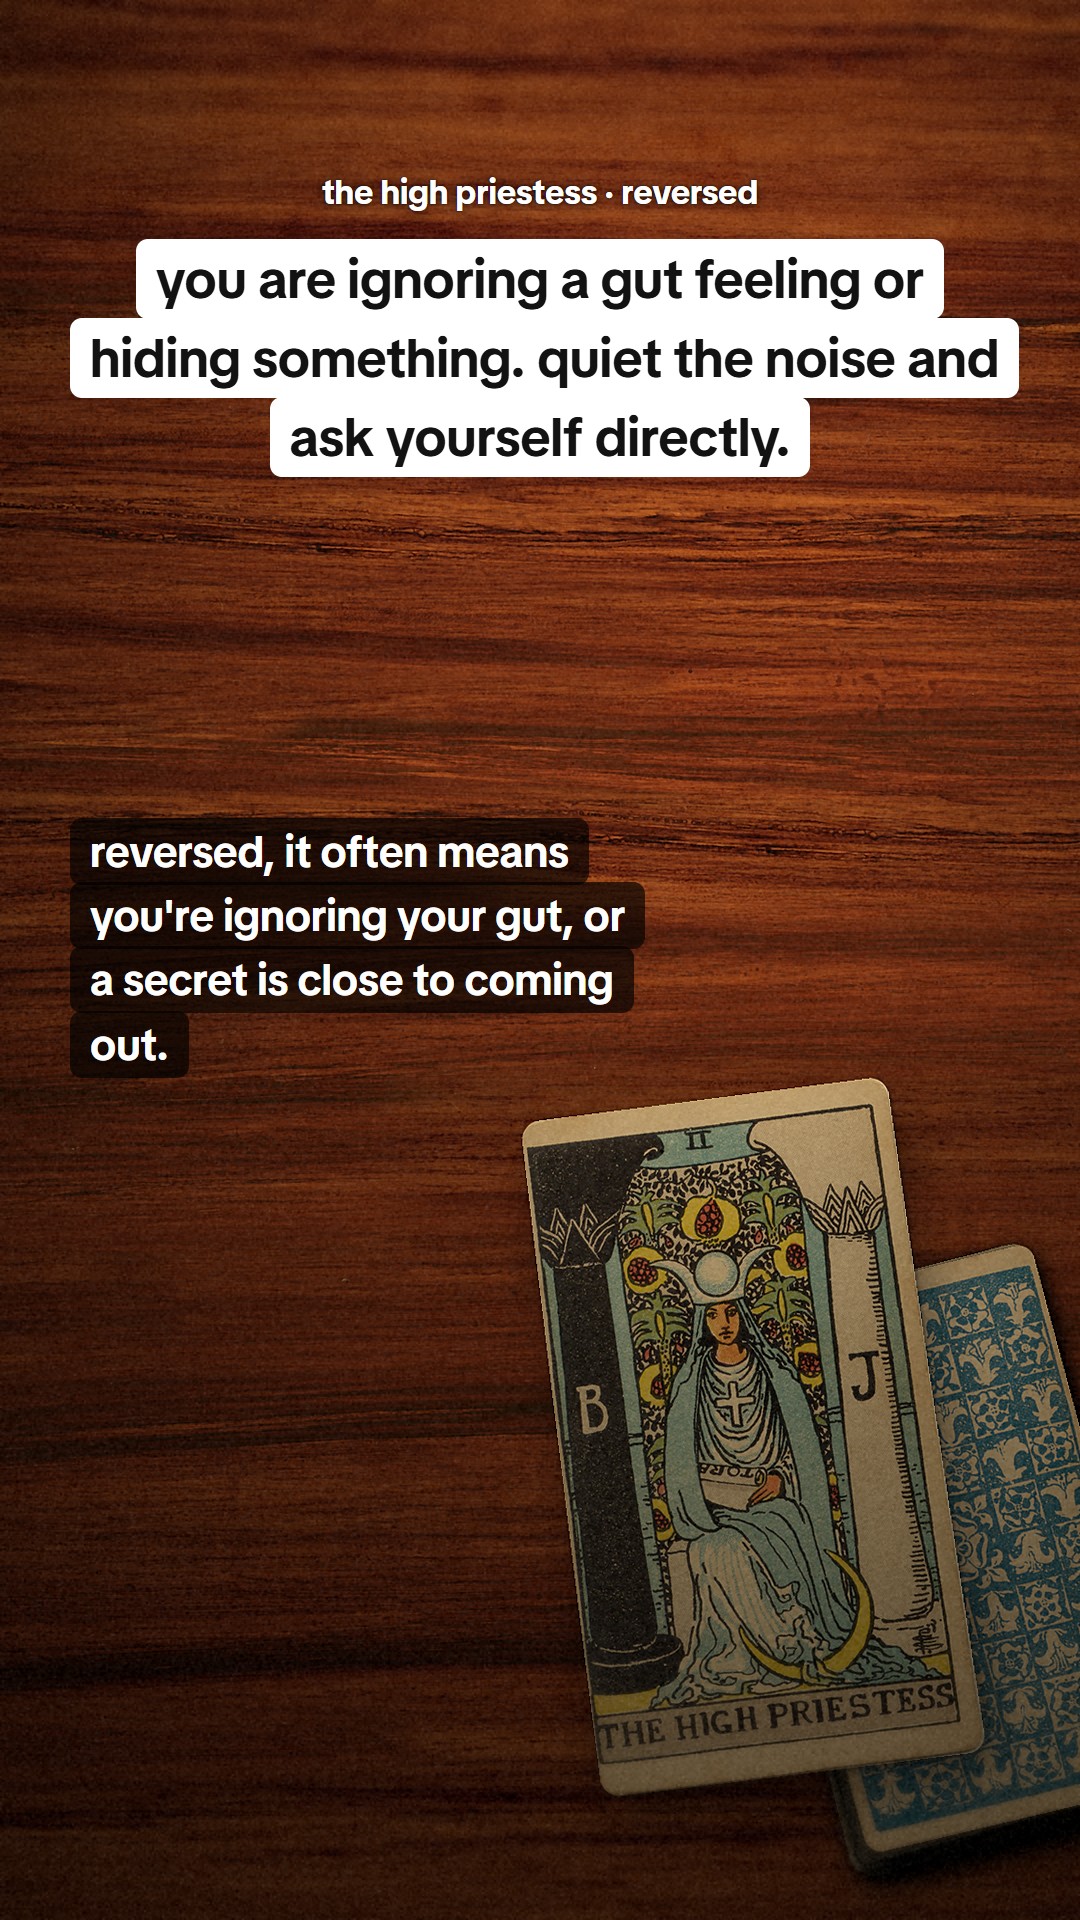 the high priestess · reversed
you are ignoring a gut feeling or
hiding something. quiet the noise and
ask yourself directly.
reversed, it often means
you're ignoring your gut, or
a secret is close to coming
out.
II
B
J
TORA
THE HIGH PRIESTESS